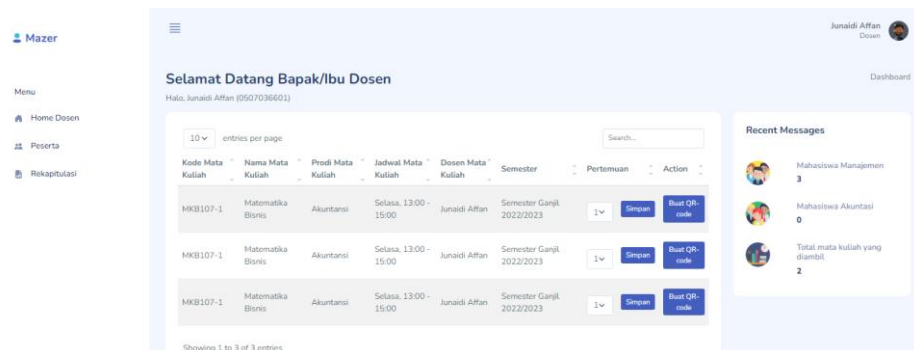 Mazer
Junaidi Affan
Dosen
Menu
Home Dosen
Peserta
Rekapitulasi
Selamat Datang Bapak/Ibu Dosen
Halo, Junaidi Affan (0507036601)
Dashboard
10 entries per page
Search...
Kode Mata Kuliah Nama Mata Kuliah Prodi Mata Kuliah Jadwal Mata Kuliah Dosen Mata Kuliah Semester Pertemuan Action
MKB107-1 Matematika Bisnis Akuntansi Selasa, 13:00 - 15:00 Junaidi Affan Semester Ganjil 2022/2023 1 Simpan Buat QR-code
MKB107-1 Matematika Bisnis Akuntansi Selasa, 13:00 - 15:00 Junaidi Affan Semester Ganjil 2022/2023 1 Simpan Buat QR-code
MKB107-1 Matematika Bisnis Akuntansi Selasa, 13:00 - 15:00 Junaidi Affan Semester Ganjil 2022/2023 1 Simpan Buat QR-code
Showing 1 to 3 of 3 entries
Recent Messages
Mahasiswa Manajemen
3
Mahasiswa Akuntasi
0
Total mata kuliah yang
diambil
2